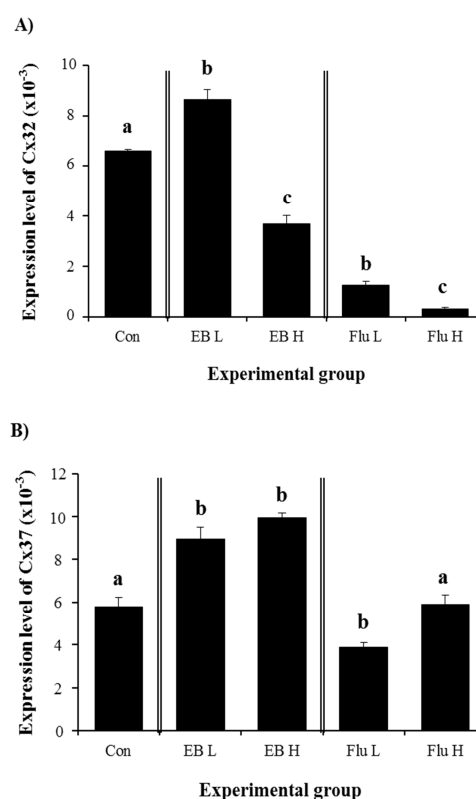 A)
Expression level of Cx32 (x10⁻³)
10
8
6
4
2
0
a
b
c
b
c
Con EB L EB H Flu L Flu H
Experimental group
B)
Expression level of Cx37 (x10⁻³)
12
10
8
6
4
2
0
a
b
b
b
a
Con EB L EB H Flu L Flu H
Experimental group